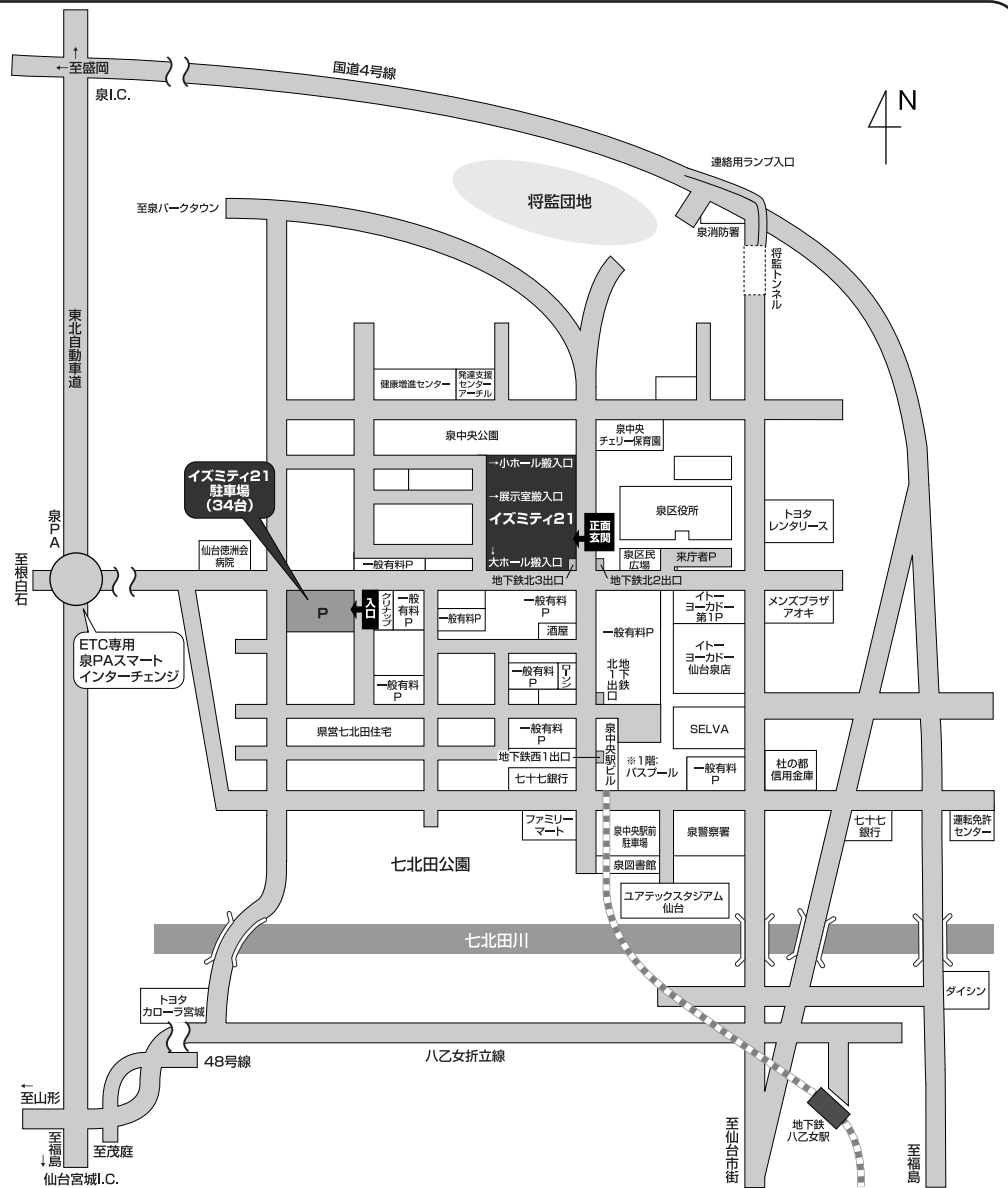 ↑
←至盛岡
泉I.C.
国道4号線
N
連絡用ランプ入口
至泉パークタウン
将監団地
泉消防署
将監トンネル
東北自動車道
健康増進センター
発達支援
センター
アーチル
泉中央公園
泉中央
チェリー保育園
イズミティ21
駐車場
(34台)
→小ホール搬入口
→展示室搬入口
イズミティ21
↓
大ホール搬入口
正面
玄関
泉区役所
トヨタ
レンタリース
泉PA
至根白石
仙台徳洲会
病院
一般有料P
地下鉄北3出口
地下鉄北2出口
泉区民
広場
来庁者P
P
入口
クリナップ
一般
有料
P
一般有料P
一般有料
P
酒屋
一般有料P
イトー
ヨーカドー
第1P
メンズプラザ
アオキ
ETC専用
泉PAスマート
インターチェンジ
一般有料
P
一般有料
P
ローソン
地下鉄
北1出口
イトー
ヨーカドー
仙台泉店
県営七北田住宅
一般有料
P
地下鉄西1出口
七十七銀行
泉中央駅ビル
※1階:
バスプール
SELVA
一般有料
P
杜の都
信用金庫
ファミリー
マート
泉中央駅前
駐車場
泉警察署
七十七
銀行
運転免許
センター
七北田公園
泉図書館
ユアテックスタジアム
仙台
七北田川
トヨタ
カローラ宮城
ダイシン
48号線
八乙女折立線
←
至山形
至福島
↓
至茂庭
仙台宮城I.C.
至仙台市街
地下鉄
八乙女駅
至福島